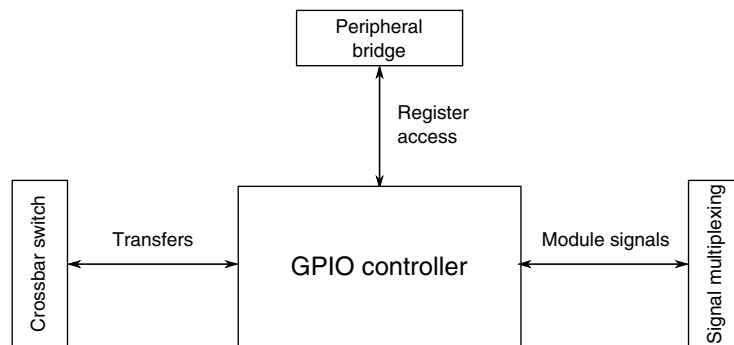 Peripheral
bridge
Register
access
Crossbar switch
Transfers
GPIO controller
Module signals
Signal multiplexing